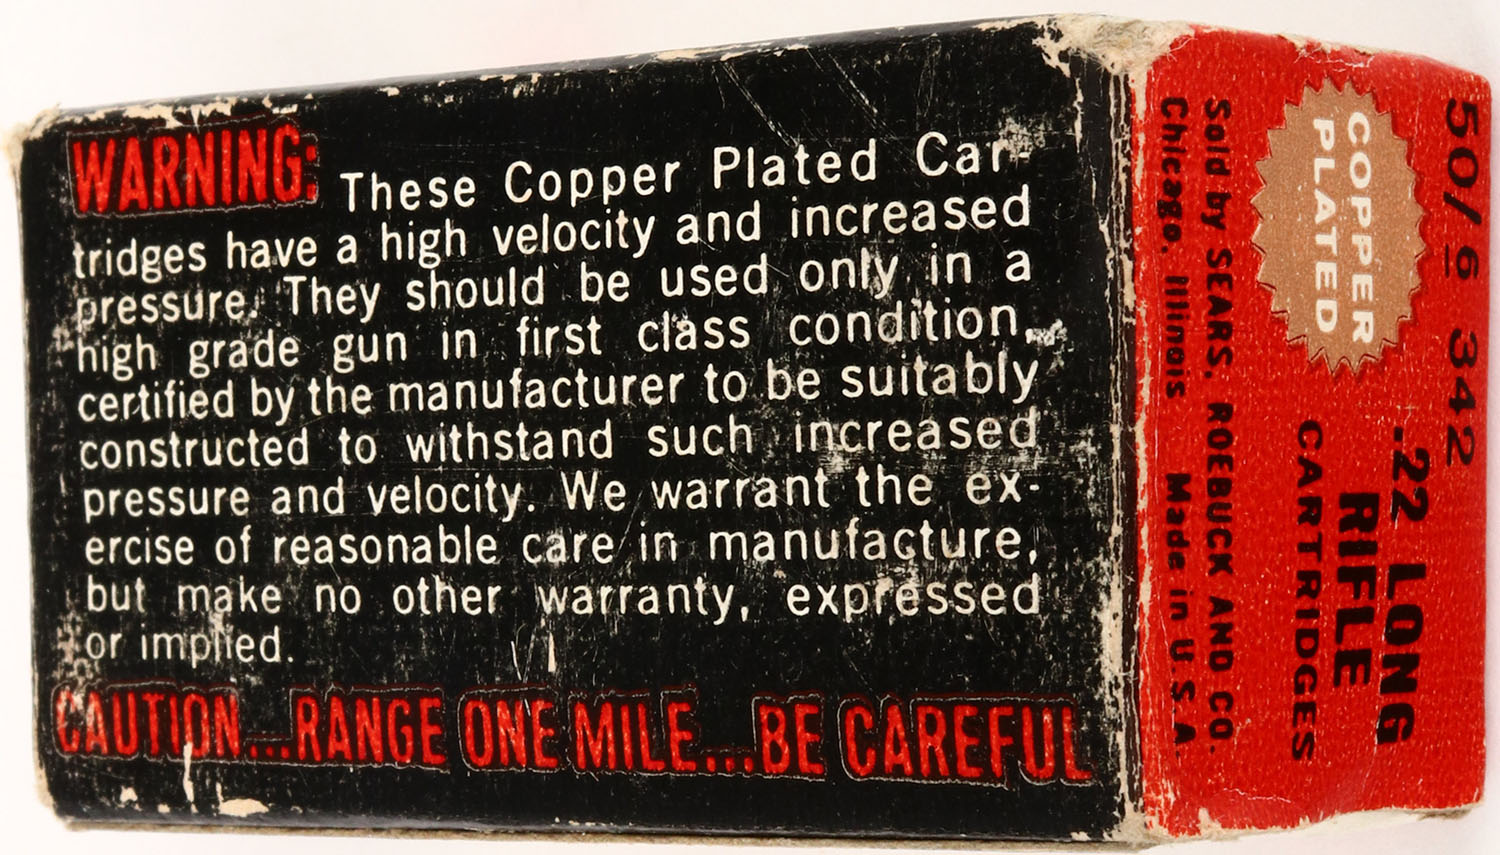 WARNING: These Copper Plated Car-
tridges have a high velocity and increased
pressure. They should be used only in a
high grade gun in first class condition,
certified by the manufacturer to be suitably
constructed to withstand such increased
pressure and velocity. We warrant the ex-
ercise of reasonable care in manufacture,
but make no other warranty, expressed
or implied.
CAUTION...RANGE ONE MILE...BE CAREFUL
50/6 342
COPPER
PLATED
.22 LONG
RIFLE
CARTRIDGES
Sold by SEARS, ROEBUCK AND CO.
Chicago, Illinois Made in U.S.A.